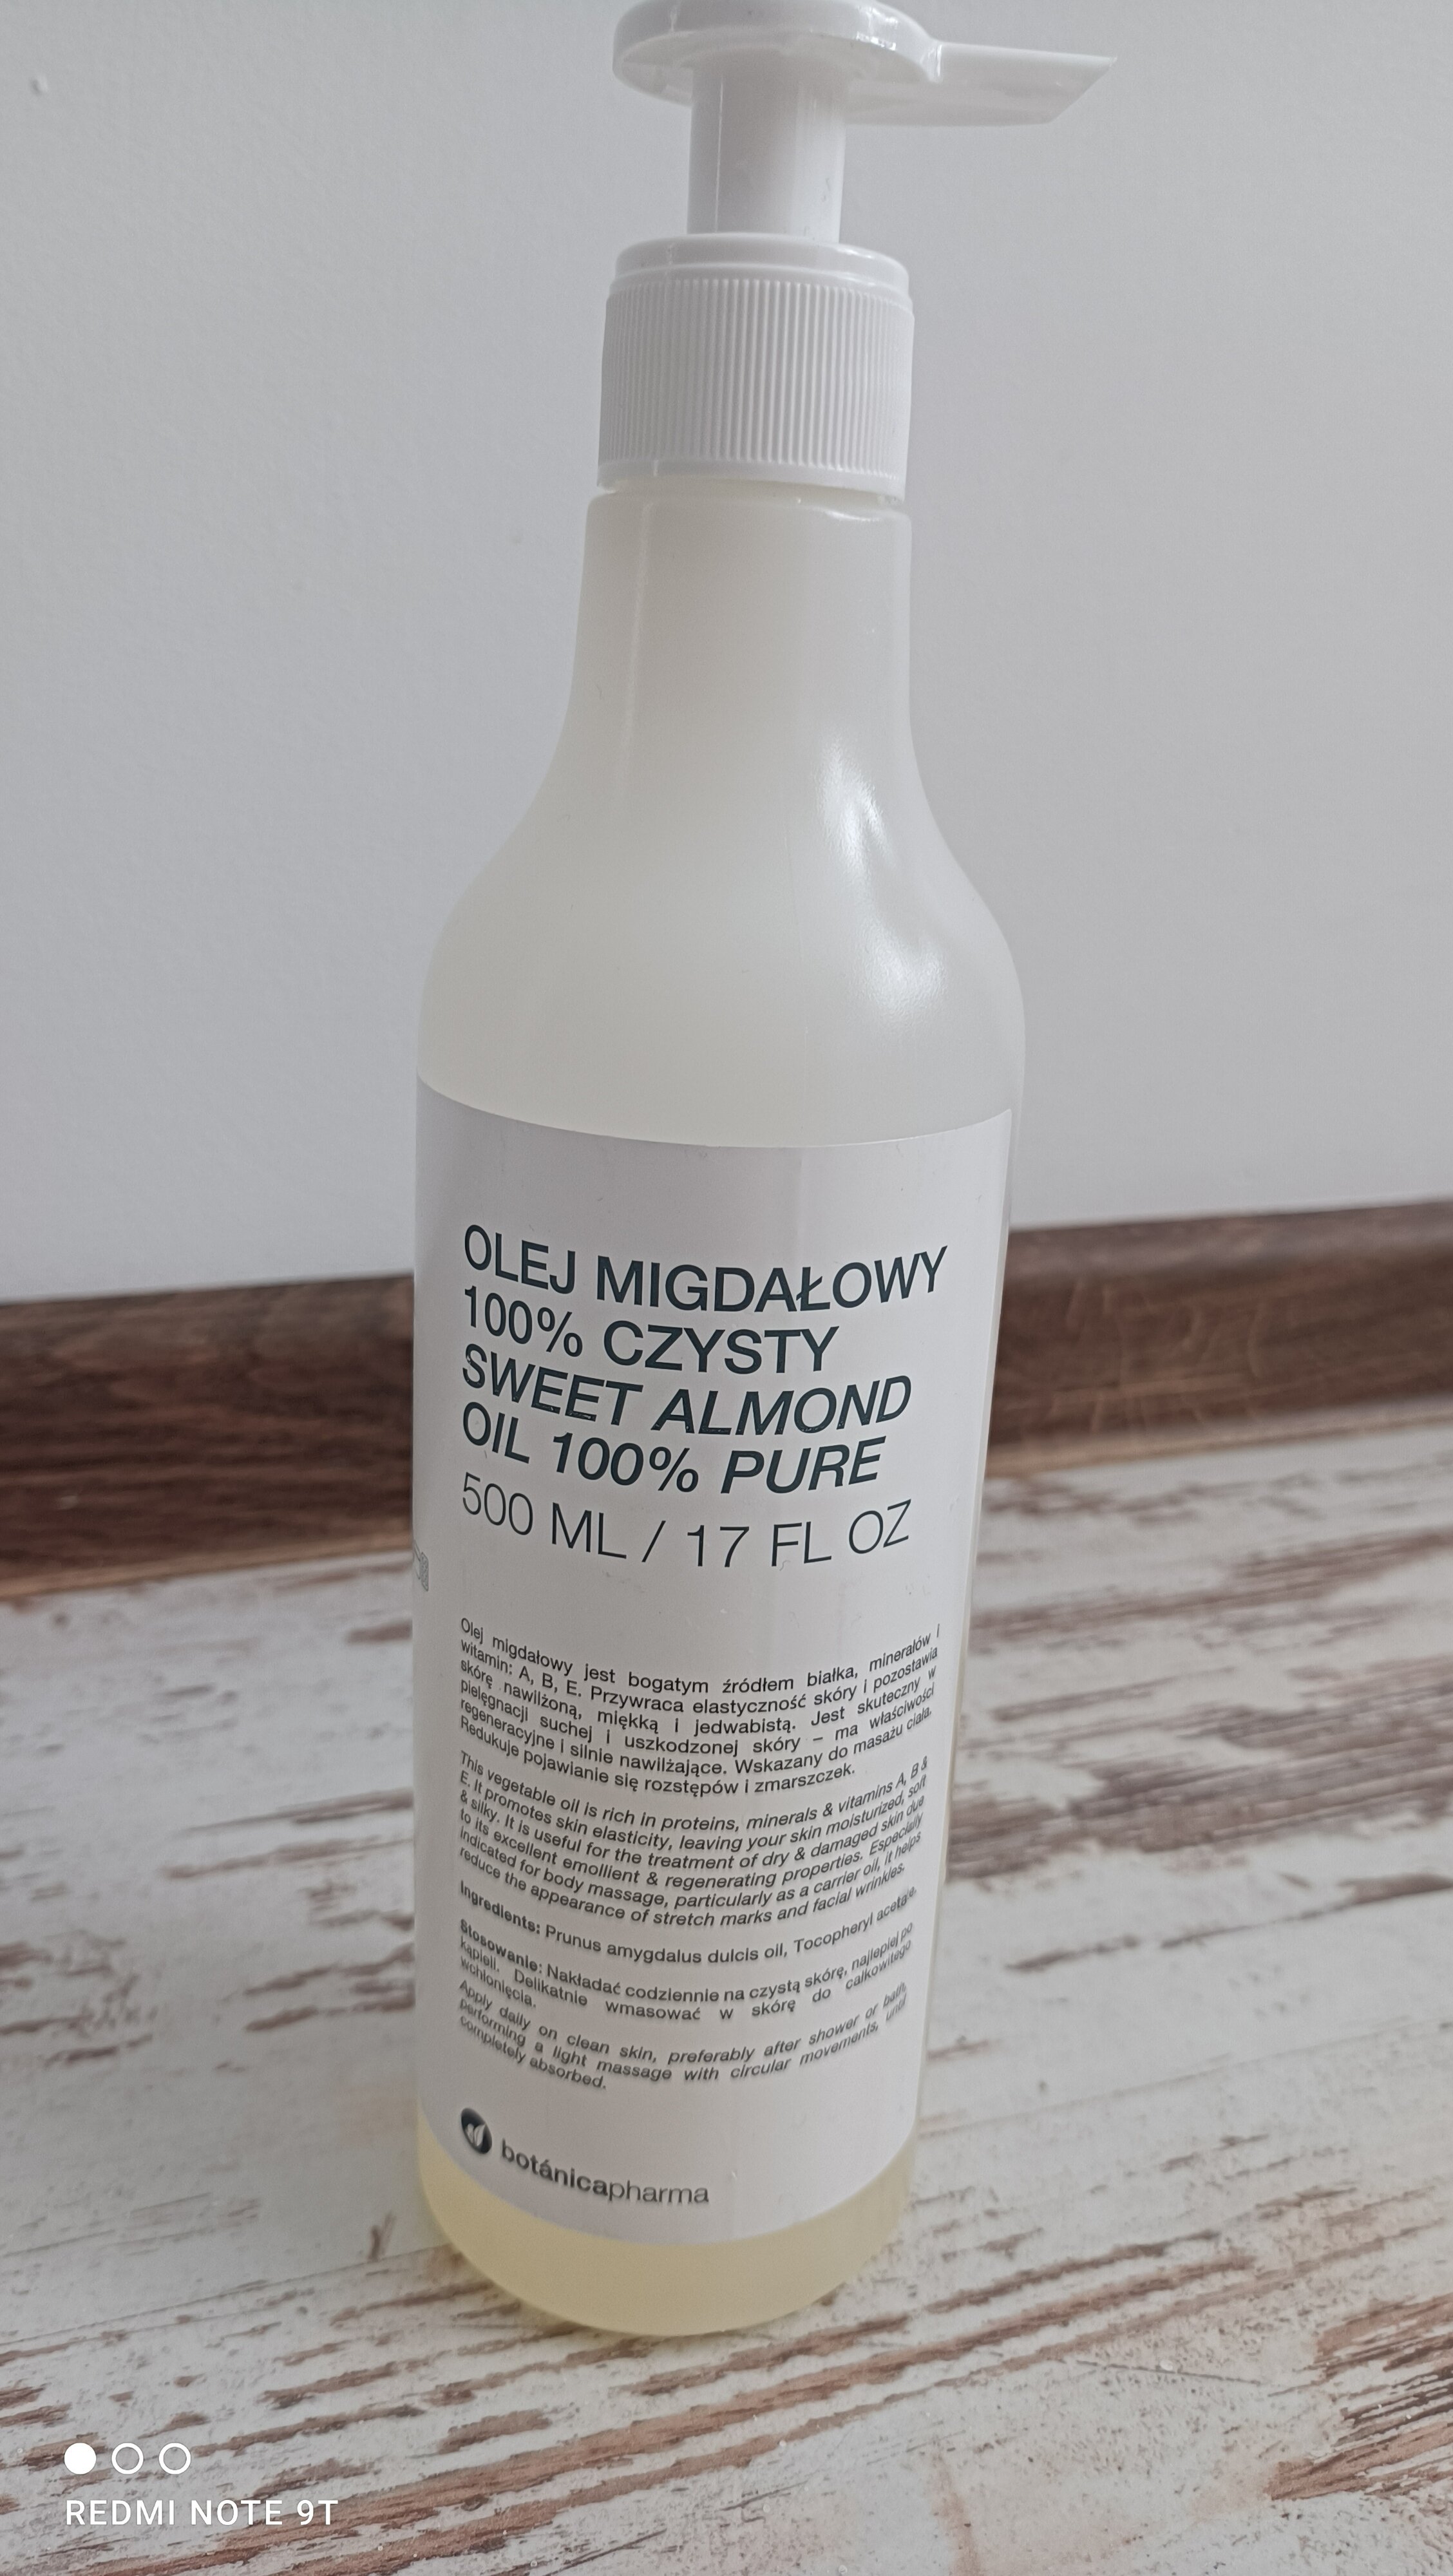 OLEJ MIGDAŁOWY
100% CZYSTY
SWEET ALMOND
OIL 100% PURE
500 ML / 17 FL OZ
Olej migdałowy jest bogatym źródłem białka, minerałów i
witamin: A, B, E. Przywraca elastyczność skóry i pozostawia
skórę nawilżoną, miękką i jedwabistą. Jest skuteczny w
pielęgnacji suchej i uszkodzonej skóry – ma właściwości
regeneracyjne i silnie nawilżające. Wskazany do masażu ciała.
Redukuje pojawianie się rozstępów i zmarszczek.
This vegetable oil is rich in proteins, minerals & vitamins A, B &
E. It promotes skin elasticity, leaving your skin moisturized, soft
& silky. It is useful for the treatment of dry & damaged skin due
to its excellent emollient & regenerating properties. Especially
indicated for body massage, particularly as a carrier oil, it helps
reduce the appearance of stretch marks and facial wrinkles.
Ingredients: Prunus amygdalus dulcis oil, Tocopheryl acetate.
Stosowanie: Nakładać codziennie na czystą skórę, najlepiej po
kąpieli. Delikatnie wmasować w skórę do całkowitego
wchłonięcia.
Apply daily on clean skin, preferably after shower or bath,
performing a light massage with circular movements, until
completely absorbed.
botánicapharma
REDMI NOTE 9T